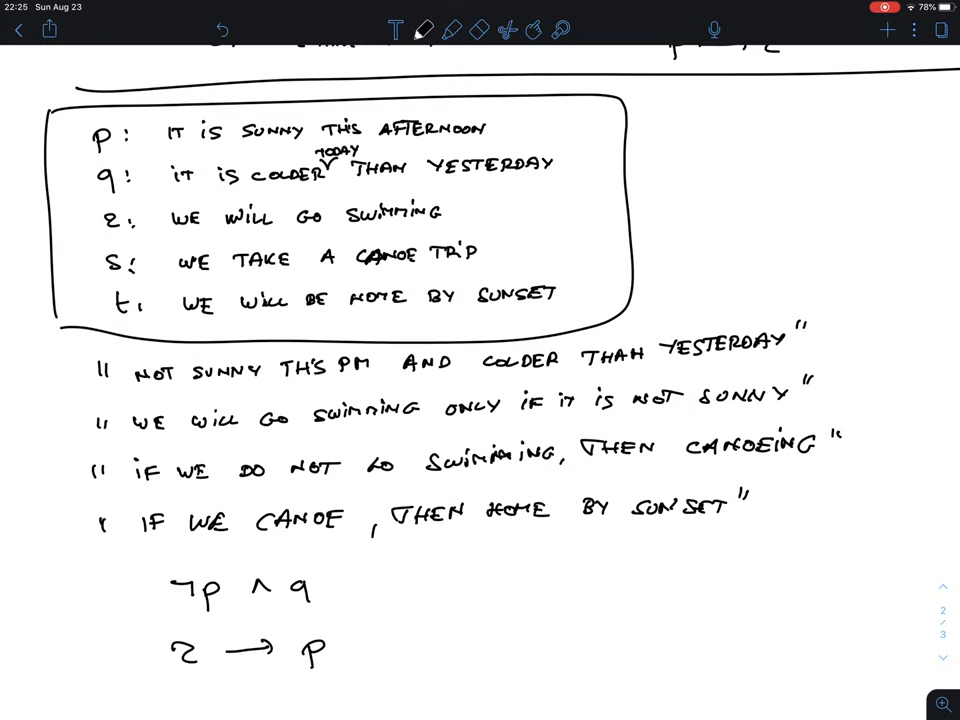 22:25 Sun Aug 23 78%
p: IT IS SUNNY THIS AFTERNOON
q: IT IS COLDER TODAY THAN YESTERDAY
r: WE WILL GO SWIMMING
s: WE TAKE A CANOE TRIP
t: WE WILL BE HOME BY SUNSET
"NOT SUNNY THIS PM AND COLDER THAN YESTERDAY"
"WE WILL GO SWIMMING ONLY IF IT IS NOT SUNNY"
"IF WE DO NOT GO SWIMMING, THEN CANOEING"
" IF WE CANOE, THEN HOME BY SUNSET"
¬p ∧ q
r → p
2
/
3